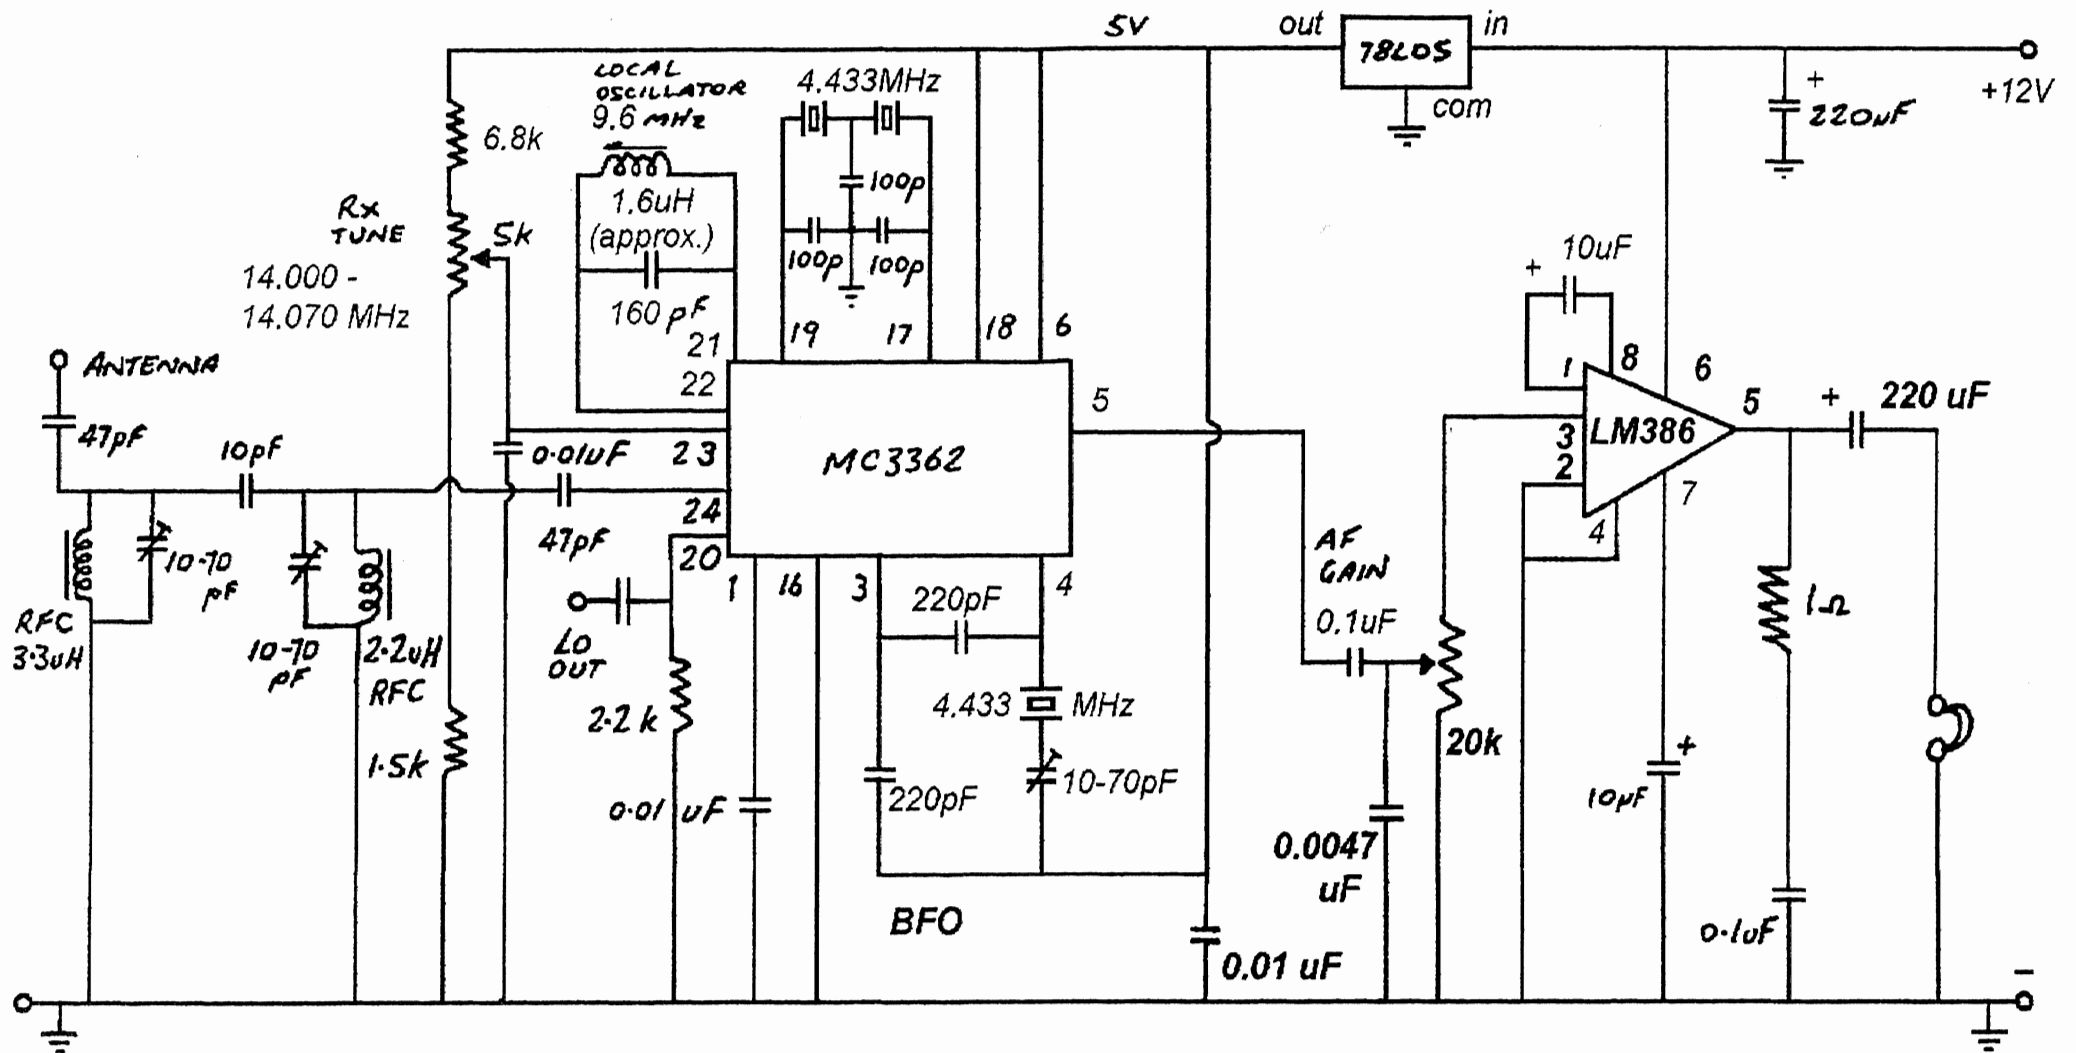 5V
out
78L05
in
com
+12V
+
220uF
LOCAL
OSCILLATOR
9.6 MHz
4.433MHz
6.8k
1.6uH
(approx.)
160 pF
100p
100p
100p
Rx
TUNE
5k
14.000 -
14.070 MHz
21
19
17
18
6
22
23
24
20
MC3362
5
1
16
3
4
ANTENNA
47pF
10pF
0.01uF
47pF
10-70
pF
RFC
3.3uH
10-70
pF
2.2uH
RFC
1.5k
LO
OUT
2.2k
0.01 uF
220pF
4.433 MHz
220pF
10-70pF
BFO
0.01 uF
AF
GAIN
0.1uF
20k
0.0047
uF
+
10uF
1
8
6
3
2
LM386
5
4
7
+
220 uF
1Ω
+
10µF
0.1uF
−